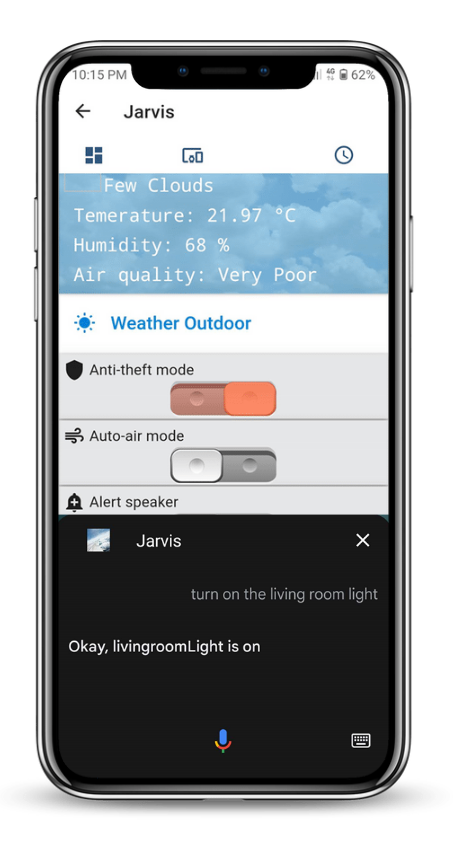 10:15 PM 4G 62%
Jarvis
Few Clouds
Temerature: 21.97 °C
Humidity: 68 %
Air quality: Very Poor
Weather Outdoor
Anti-theft mode
Auto-air mode
Alert speaker
Jarvis
turn on the living room light
Okay, livingroomLight is on